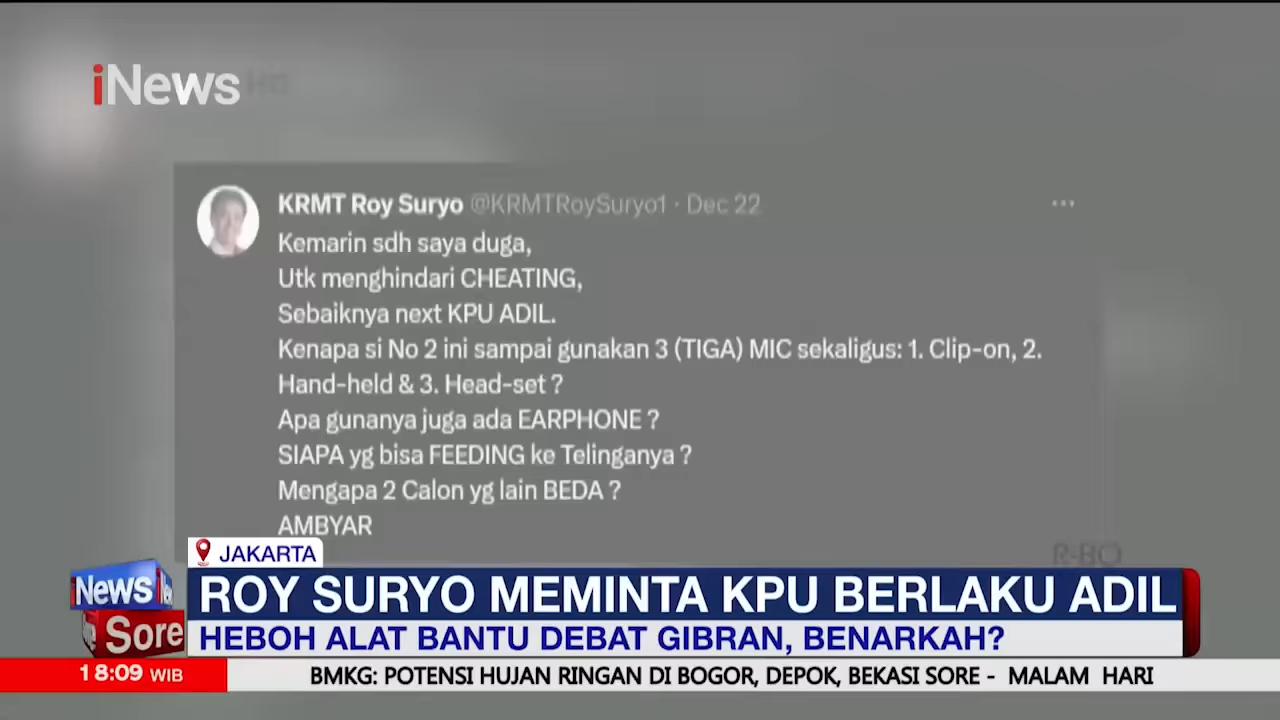 iNews
KRMT Roy Suryo @KRMTRoySuryo1 · Dec 22
Kemarin sdh saya duga,
Utk menghindari CHEATING,
Sebaiknya next KPU ADIL.
Kenapa si No 2 ini sampai gunakan 3 (TIGA) MIC sekaligus: 1. Clip-on, 2.
Hand-held & 3. Head-set ?
Apa gunanya juga ada EARPHONE ?
SIAPA yg bisa FEEDING ke Telinganya ?
Mengapa 2 Calon yg lain BEDA ?
AMBYAR
JAKARTA
iNews
Sore
ROY SURYO MEMINTA KPU BERLAKU ADIL
HEBOH ALAT BANTU DEBAT GIBRAN, BENARKAH?
18:09 WIB
BMKG: POTENSI HUJAN RINGAN DI BOGOR, DEPOK, BEKASI SORE - MALAM HARI